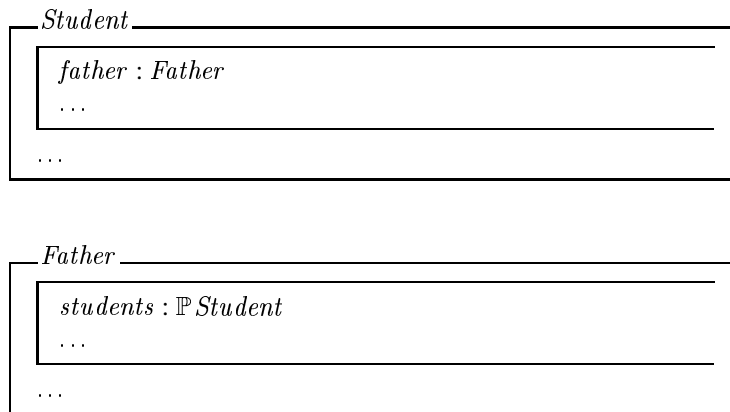 Student
father : Father
...
...
Father
students : ℙ Student
...
...